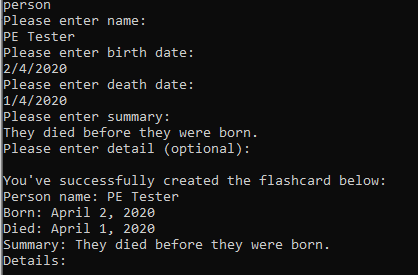 person
Please enter name:
PE Tester
Please enter birth date:
2/4/2020
Please enter death date:
1/4/2020
Please enter summary:
They died before they were born.
Please enter detail (optional):
You've successfully created the flashcard below:
Person name: PE Tester
Born: April 2, 2020
Died: April 1, 2020
Summary: They died before they were born.
Details: